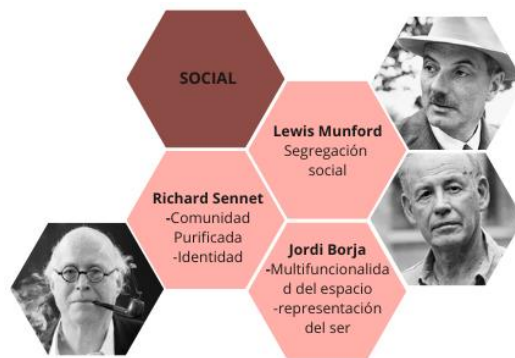 SOCIAL
Lewis Munford
Segregación
social
Richard Sennet
-Comunidad
Purificada
-Identidad
Jordi Borja
-Multifuncionalida
d del espacio
-representación
del ser